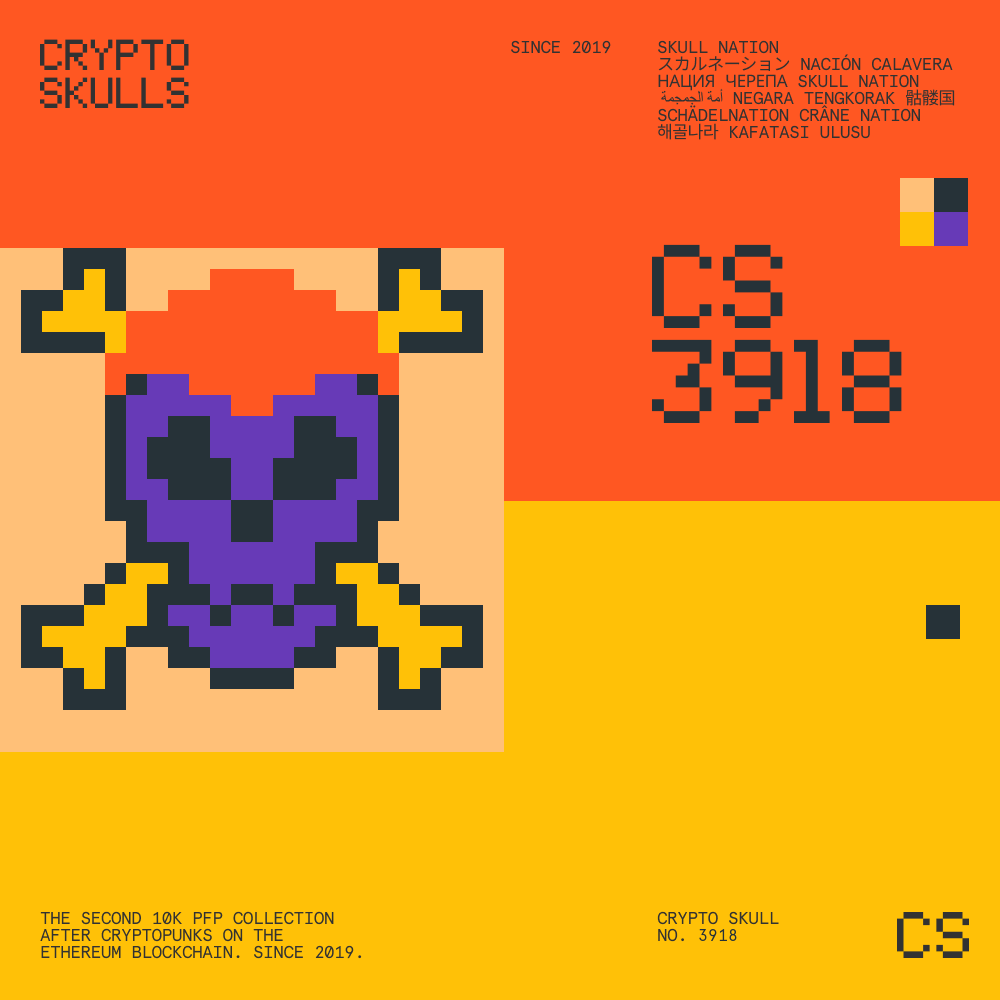 CRYPTO
SKULLS
SINCE 2019
SKULL NATION
スカルネーション NACIÓN CALAVERA
НАЦИЯ ЧЕРЕПА SKULL NATION
أمة الجمجمة NEGARA TENGKORAK 骷髅国
SCHÄDELNATION CRÂNE NATION
해골나라 KAFATASI ULUSU
CS
3918
THE SECOND 10K PFP COLLECTION
AFTER CRYPTOPUNKS ON THE
ETHEREUM BLOCKCHAIN. SINCE 2019.
CRYPTO SKULL
NO. 3918
CS